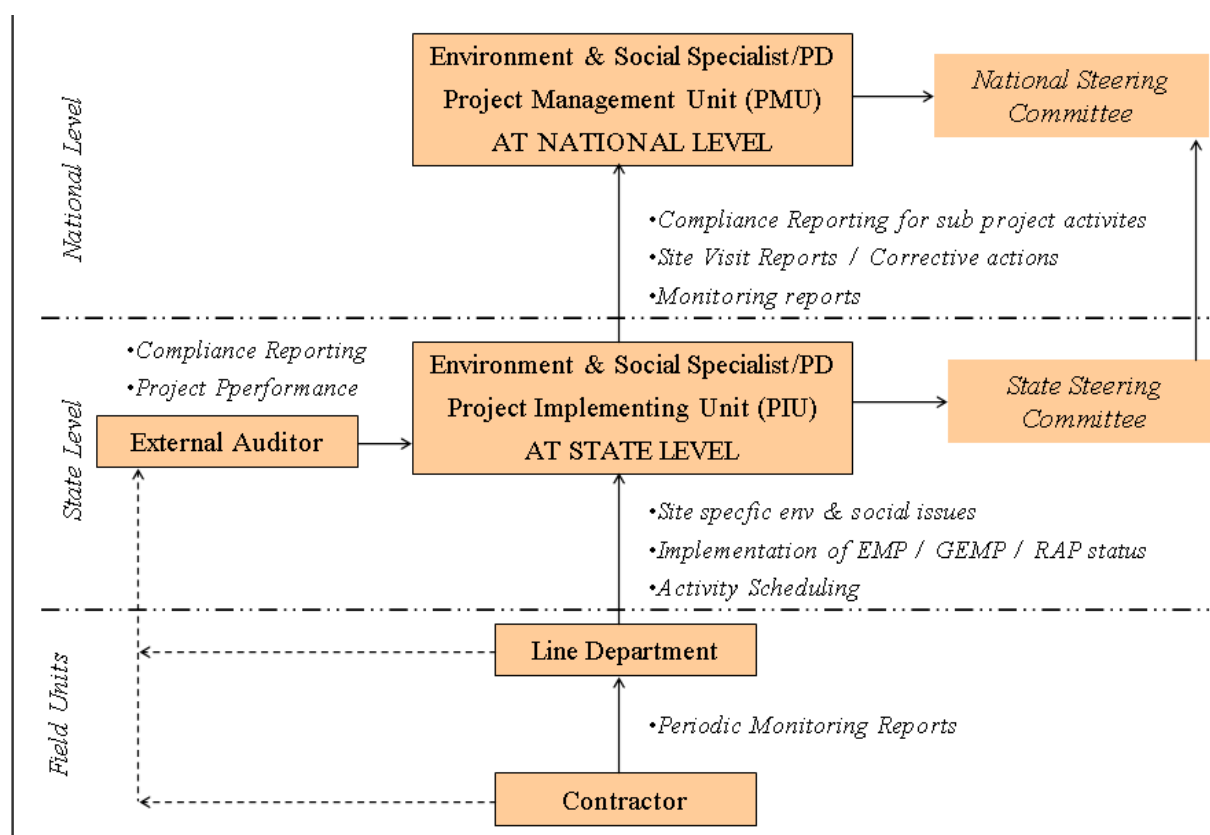 National Level
Environment & Social Specialist/PD
Project Management Unit (PMU)
AT NATIONAL LEVEL
National Steering
Committee
•Compliance Reporting for sub project activites
•Site Visit Reports / Corrective actions
•Monitoring reports
State Level
•Compliance Reporting
•Project Pperformance
External Auditor
Environment & Social Specialist/PD
Project Implementing Unit (PIU)
AT STATE LEVEL
State Steering
Committee
•Site specfic env & social issues
•Implementation of EMP / GEMP / RAP status
•Activity Scheduling
Field Units
Line Department
•Periodic Monitoring Reports
Contractor